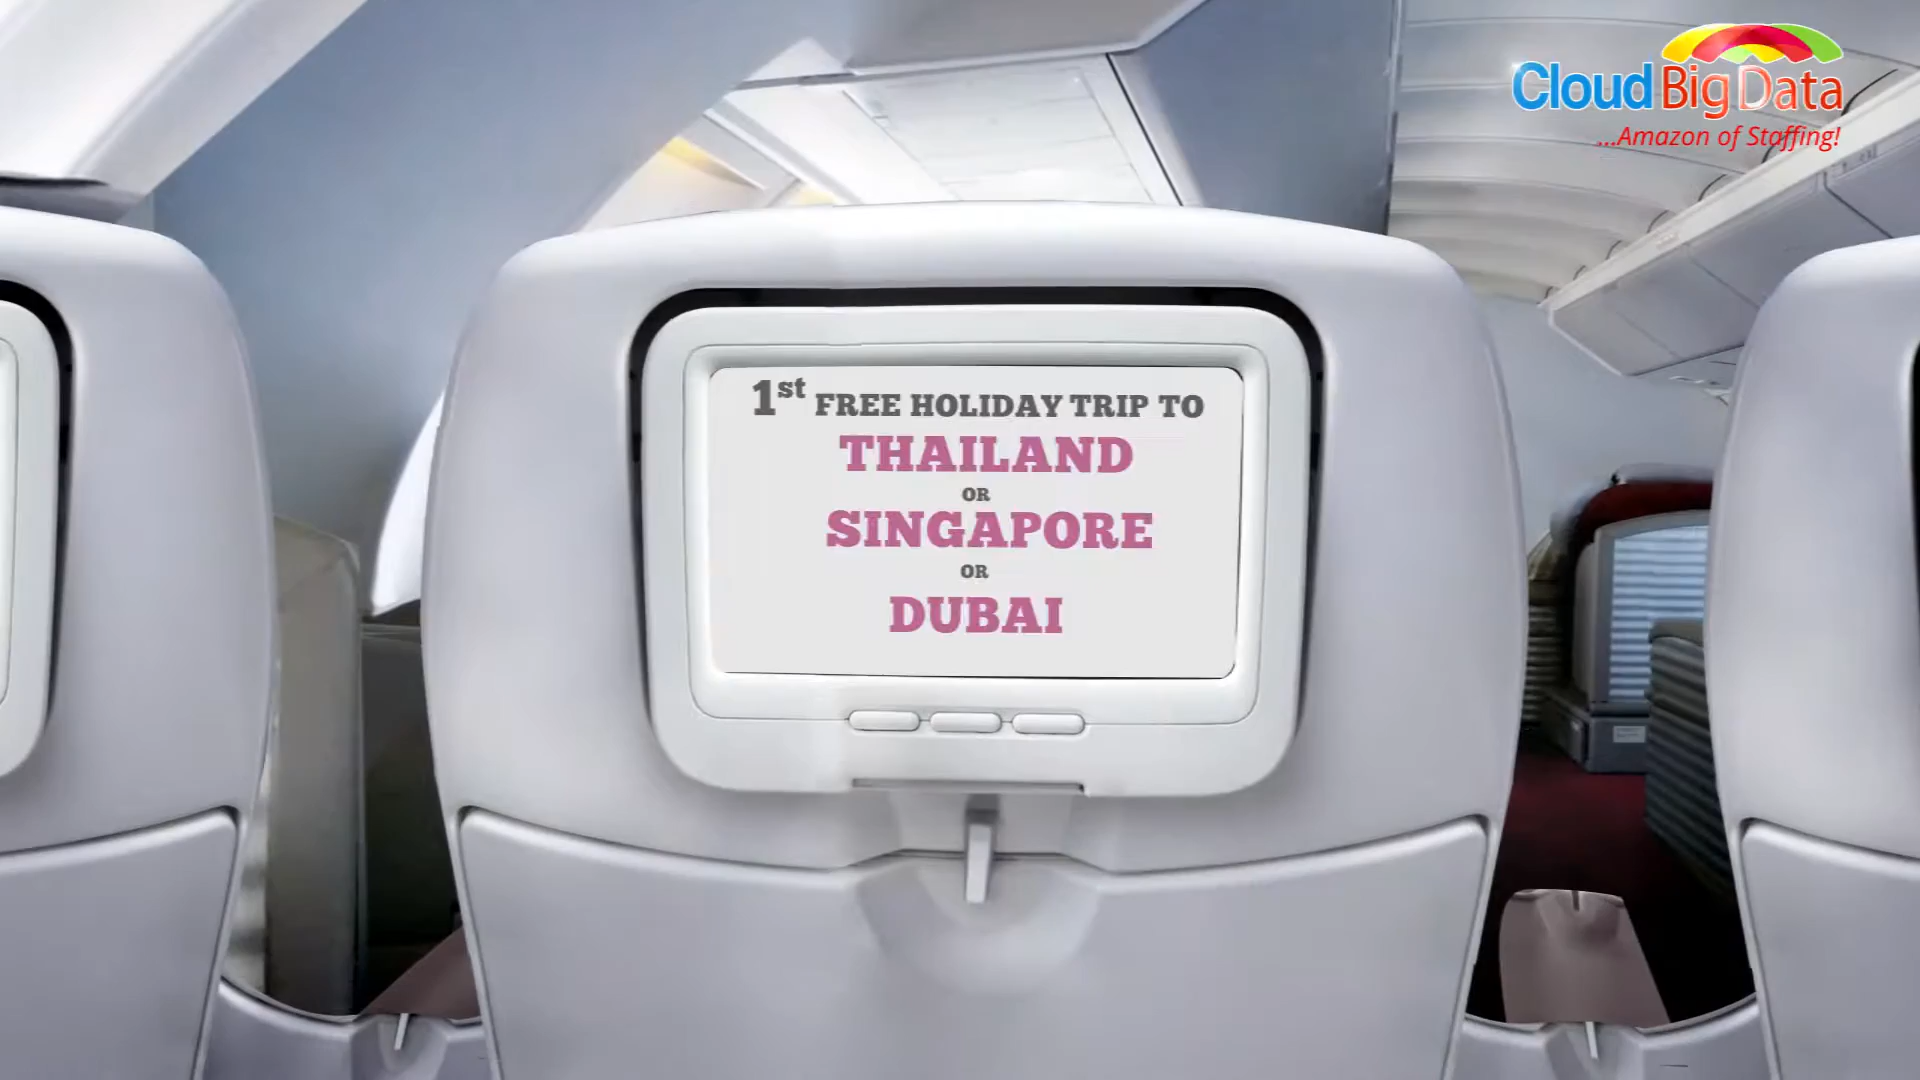 Cloud Big Data
...Amazon of Staffing!
1st FREE HOLIDAY TRIP TO
THAILAND
OR
SINGAPORE
OR
DUBAI